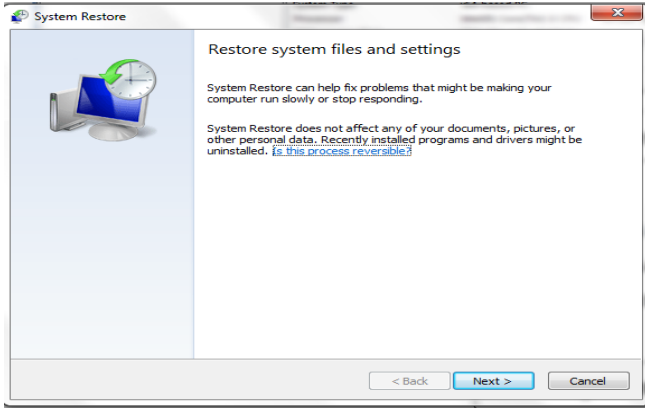 System Restore
Restore system files and settings
System Restore can help fix problems that might be making your
computer run slowly or stop responding.
System Restore does not affect any of your documents, pictures, or
other personal data. Recently installed programs and drivers might be
uninstalled. Is this process reversible?
< Back Next > Cancel